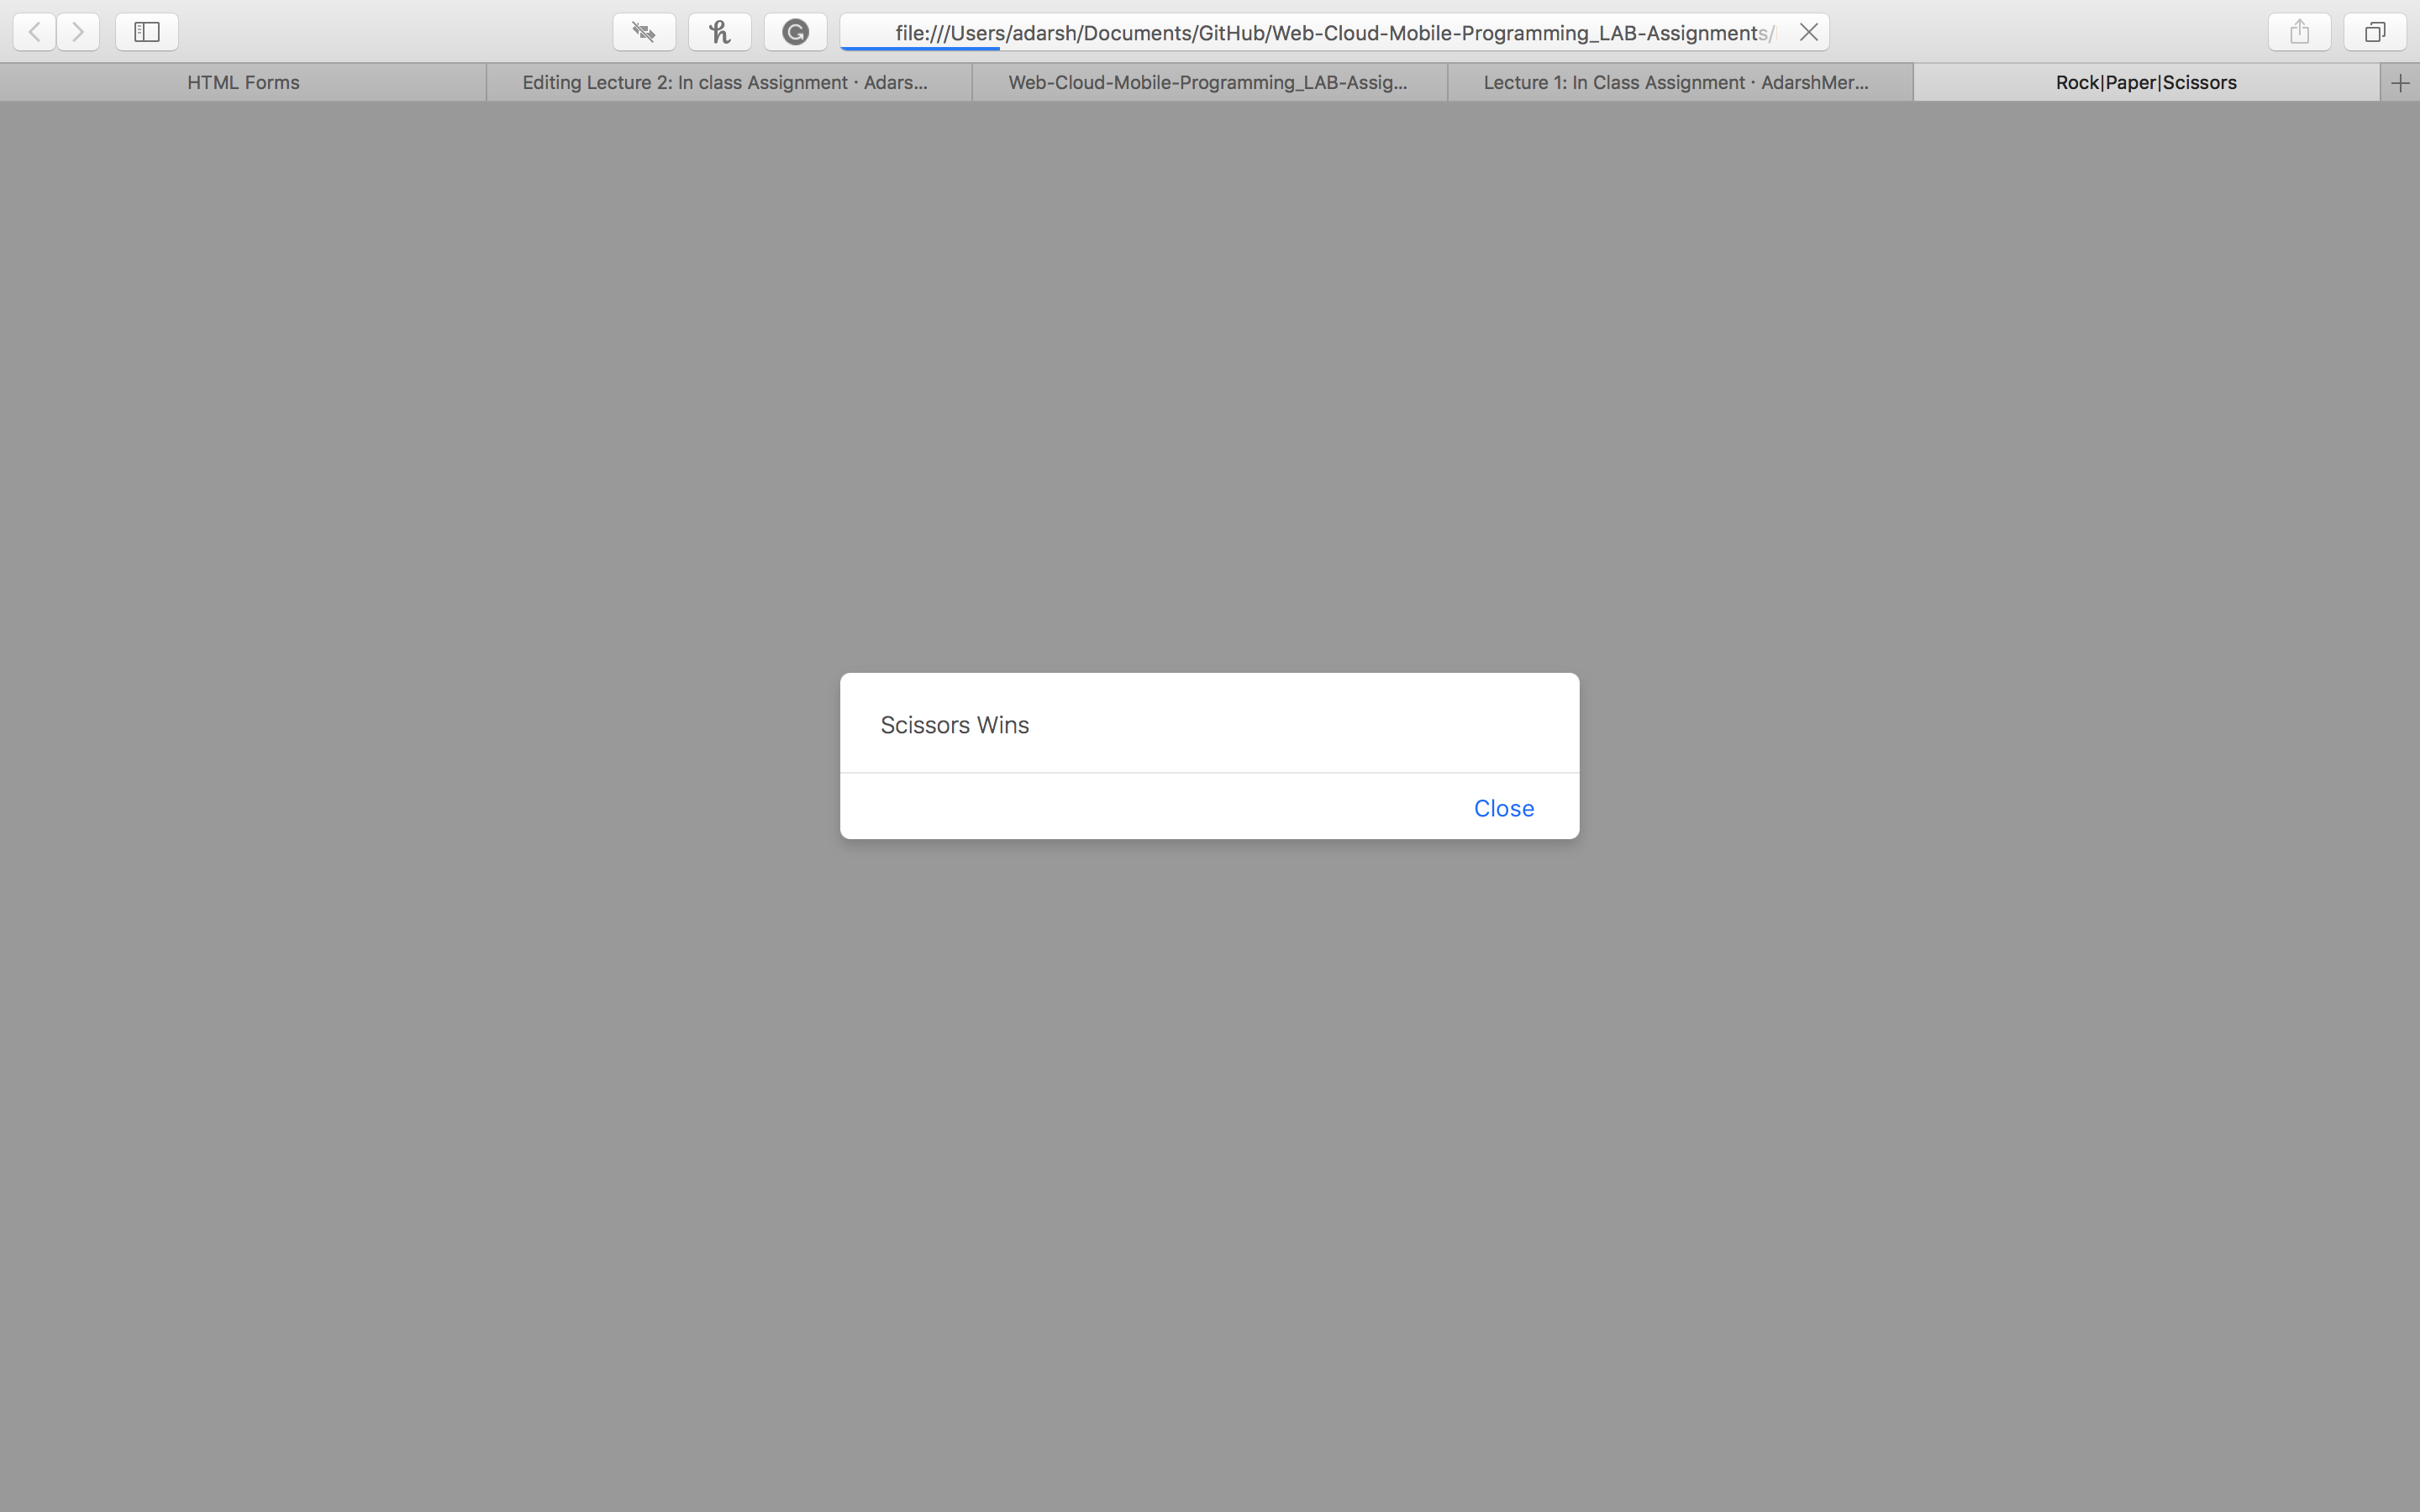 file:///Users/adarsh/Documents/GitHub/Web-Cloud-Mobile-Programming_LAB-Assignments/
HTML Forms
Editing Lecture 2: In class Assignment · Adars...
Web-Cloud-Mobile-Programming_LAB-Assig...
Lecture 1: In Class Assignment · AdarshMer...
Rock|Paper|Scissors
Scissors Wins
Close